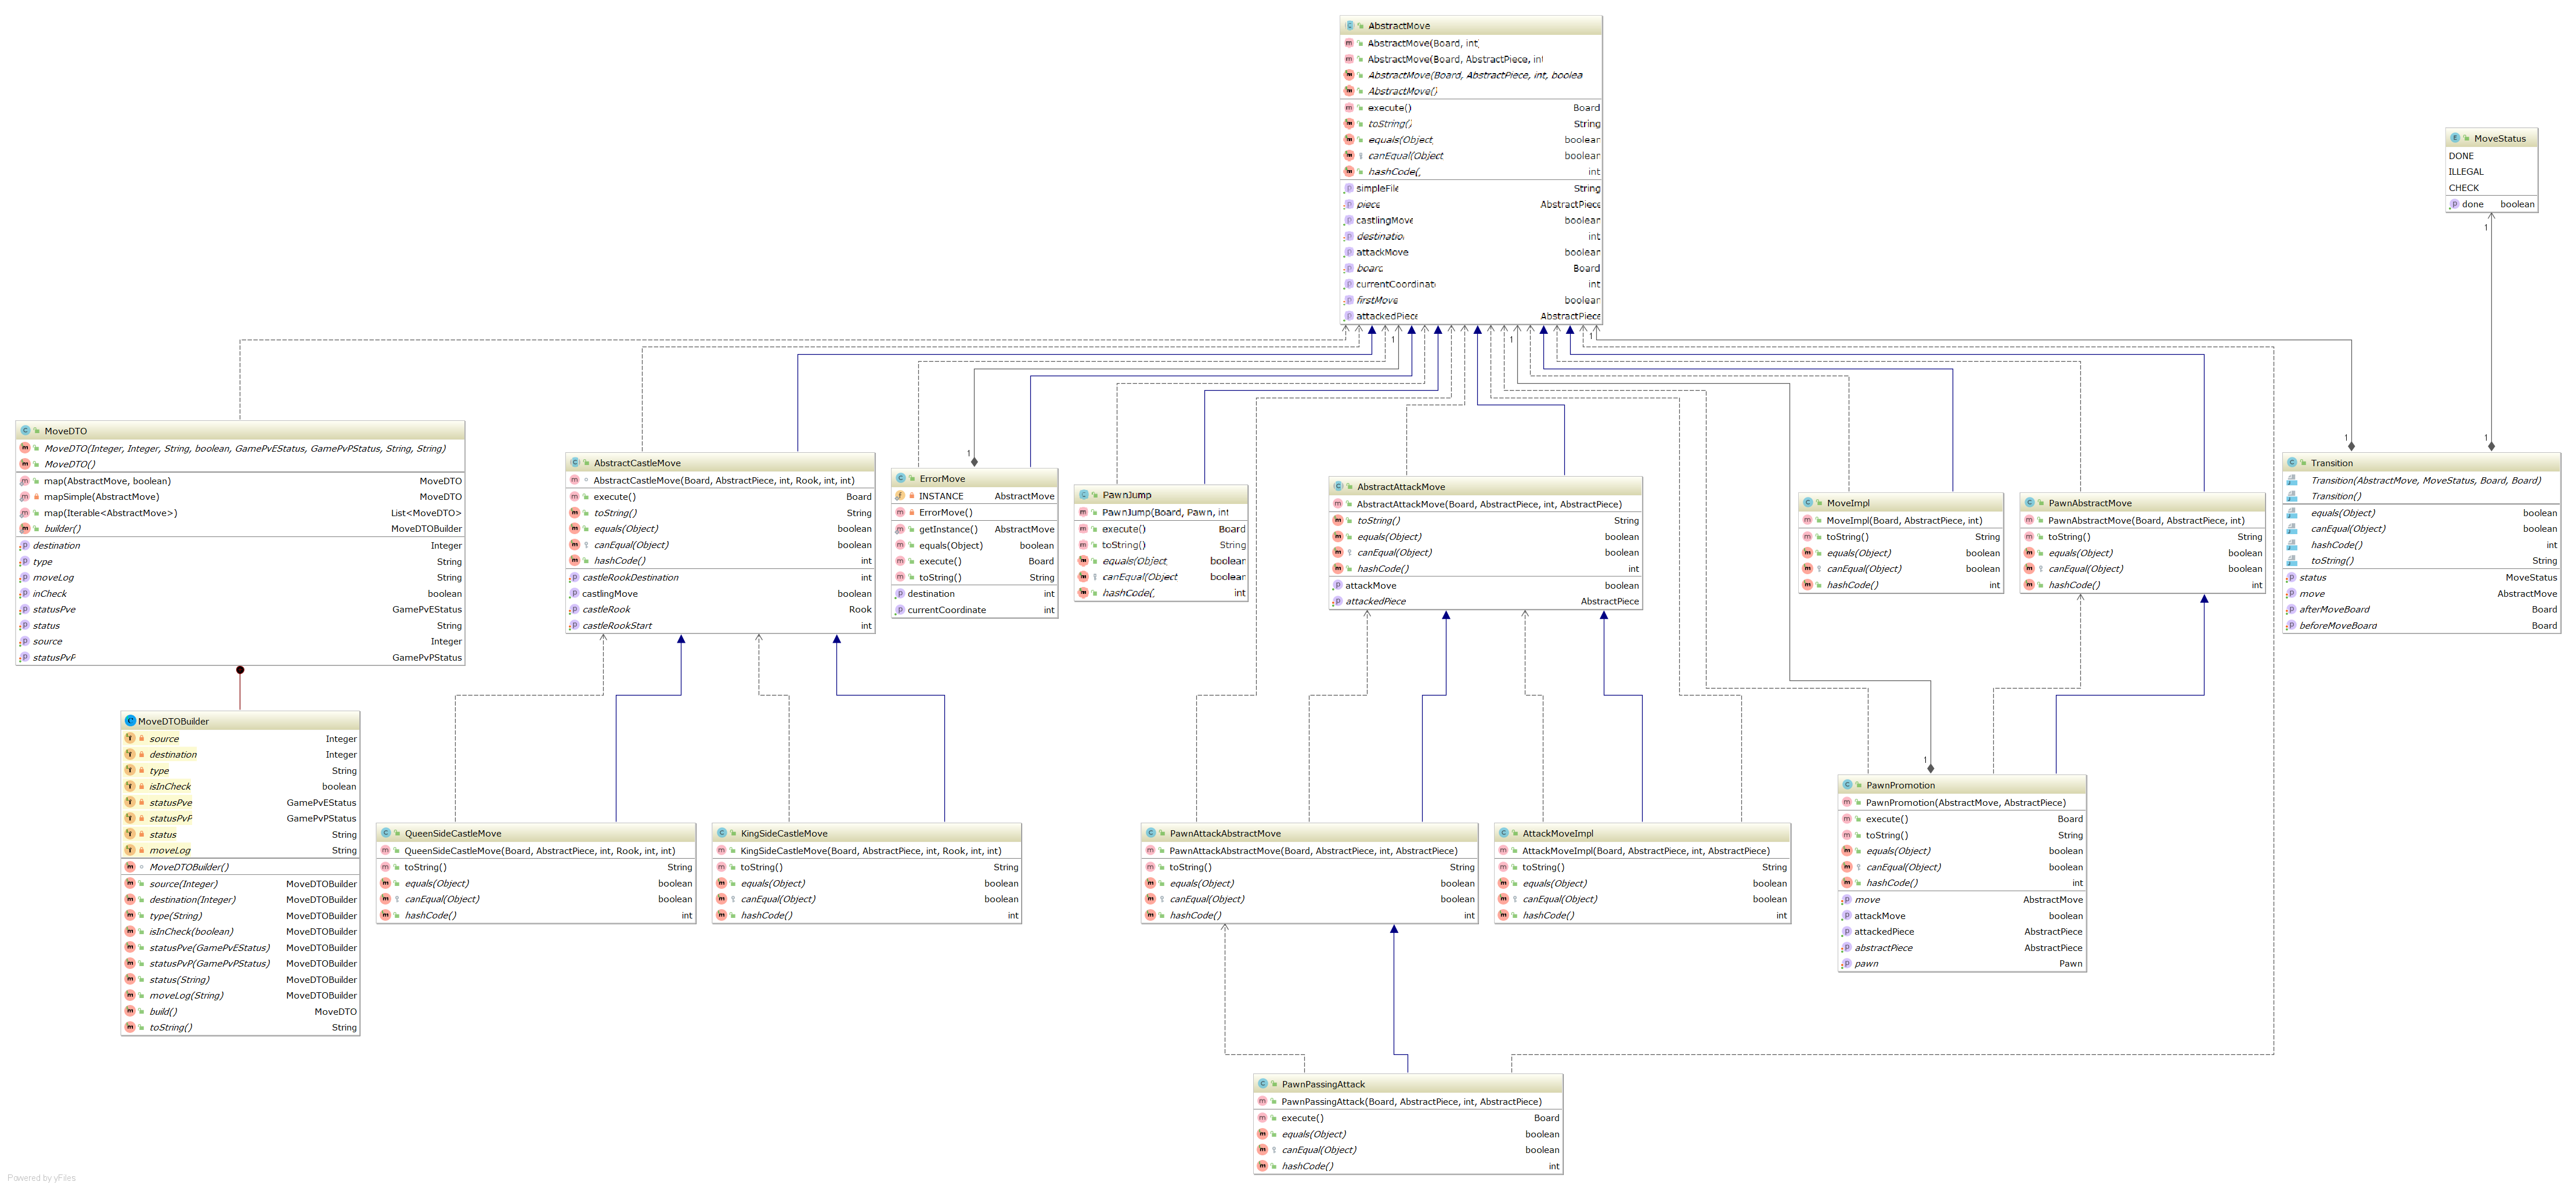 AbstractMove
AbstractMove(Board, int)
AbstractMove(Board, AbstractPiece, int
AbstractMove(Board, AbstractPiece, int, boolea
AbstractMove()
execute() Board
toString() String
equals(Object boolean
canEqual(Object boolean
hashCode( int
simpleFile String
piece AbstractPiece
castlingMove boolean
destinatio int
attackMove boolean
board Board
currentCoordinat int
firstMove boolean
attackedPiece AbstractPiece
MoveStatus
DONE
ILLEGAL
CHECK
done boolean
1
1
1
1
1
1
1
1
MoveDTO
MoveDTO(Integer, Integer, String, boolean, GamePvEStatus, GamePvPStatus, String, String)
MoveDTO()
map(AbstractMove, boolean) MoveDTO
mapSimple(AbstractMove) MoveDTO
map(Iterable<AbstractMove>) List<MoveDTO>
builder() MoveDTOBuilder
destination Integer
type String
moveLog String
inCheck boolean
statusPve GamePvEStatus
status String
source Integer
statusPvP GamePvPStatus
AbstractCastleMove
AbstractCastleMove(Board, AbstractPiece, int, Rook, int, int)
execute() Board
toString() String
equals(Object) boolean
canEqual(Object) boolean
hashCode() int
castleRookDestination int
castlingMove boolean
castleRook Rook
castleRookStart int
ErrorMove
INSTANCE AbstractMove
ErrorMove()
getInstance() AbstractMove
equals(Object) boolean
execute() Board
toString() String
destination int
currentCoordinate int
PawnJump
PawnJump(Board, Pawn, int
execute() Board
toString() String
equals(Object boolean
canEqual(Object boolean
hashCode( int
AbstractAttackMove
AbstractAttackMove(Board, AbstractPiece, int, AbstractPiece)
toString() String
equals(Object) boolean
canEqual(Object) boolean
hashCode() int
attackMove boolean
attackedPiece AbstractPiece
MoveImpl
MoveImpl(Board, AbstractPiece, int)
toString() String
equals(Object) boolean
canEqual(Object) boolean
hashCode() int
PawnAbstractMove
PawnAbstractMove(Board, AbstractPiece, int)
toString() String
equals(Object) boolean
canEqual(Object) boolean
hashCode() int
Transition
Transition(AbstractMove, MoveStatus, Board, Board)
Transition()
equals(Object) boolean
canEqual(Object) boolean
hashCode() int
toString() String
status MoveStatus
move AbstractMove
afterMoveBoard Board
beforeMoveBoard Board
MoveDTOBuilder
source Integer
destination Integer
type String
isInCheck boolean
statusPve GamePvEStatus
statusPvP GamePvPStatus
status String
moveLog String
MoveDTOBuilder()
source(Integer) MoveDTOBuilder
destination(Integer) MoveDTOBuilder
type(String) MoveDTOBuilder
isInCheck(boolean) MoveDTOBuilder
statusPve(GamePvEStatus) MoveDTOBuilder
statusPvP(GamePvPStatus) MoveDTOBuilder
status(String) MoveDTOBuilder
moveLog(String) MoveDTOBuilder
build() MoveDTO
toString() String
QueenSideCastleMove
QueenSideCastleMove(Board, AbstractPiece, int, Rook, int, int)
toString() String
equals(Object) boolean
canEqual(Object) boolean
hashCode() int
KingSideCastleMove
KingSideCastleMove(Board, AbstractPiece, int, Rook, int, int)
toString() String
equals(Object) boolean
canEqual(Object) boolean
hashCode() int
PawnAttackAbstractMove
PawnAttackAbstractMove(Board, AbstractPiece, int, AbstractPiece)
toString() String
equals(Object) boolean
canEqual(Object) boolean
hashCode() int
AttackMoveImpl
AttackMoveImpl(Board, AbstractPiece, int, AbstractPiece)
toString() String
equals(Object) boolean
canEqual(Object) boolean
hashCode() int
PawnPromotion
PawnPromotion(AbstractMove, AbstractPiece)
execute() Board
toString() String
equals(Object) boolean
canEqual(Object) boolean
hashCode() int
move AbstractMove
attackMove boolean
attackedPiece AbstractPiece
abstractPiece AbstractPiece
pawn Pawn
PawnPassingAttack
PawnPassingAttack(Board, AbstractPiece, int, AbstractPiece)
execute() Board
equals(Object) boolean
canEqual(Object) boolean
hashCode() int
Powered by yFiles